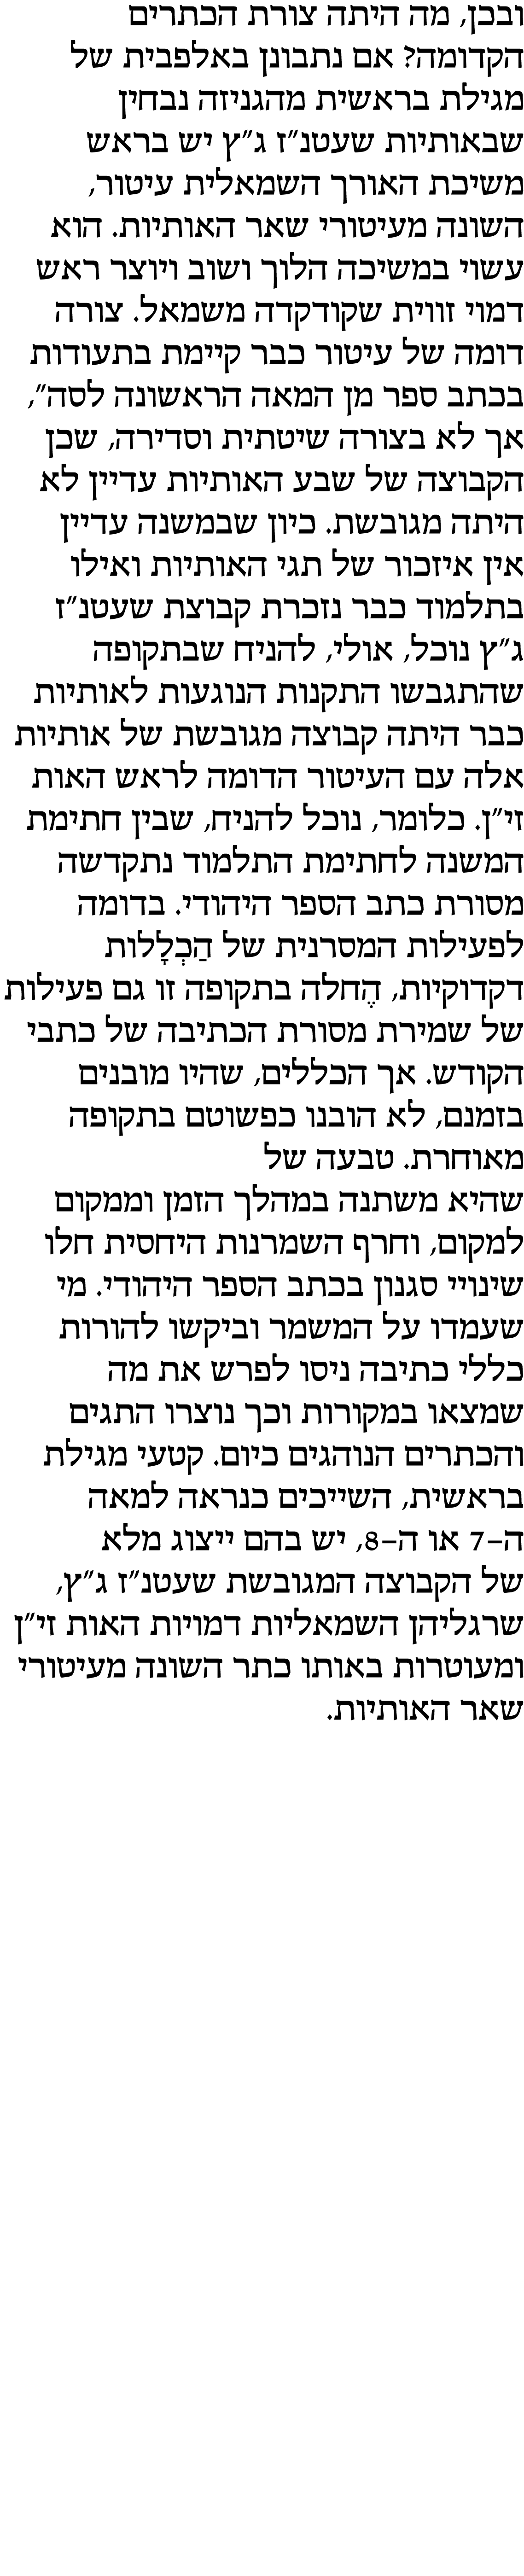 ובכן, מה היתה צורת הכתרים
הקדומה? אם נתבונן באלפבית של
מגילת בראשית מהגניזה נבחין
שבאותיות שעטנ״ז ג״ץ יש בראש
משיכת האורך השמאלית עיטור,
השונה מעיטורי שאר האותיות. הוא
עשוי במשיכה הלוך ושוב ויוצר ראש
דמוי זווית שקודקדה משמאל. צורה
דומה של עיטור כבר קיימת בתעודות
בכתב ספר מן המאה הראשונה לסה״,
אך לא בצורה שיטתית וסדירה, שכן
הקבוצה של שבע האותיות עדיין לא
היתה מגובשת. כיון שבמשנה עדיין
אין איזכור של תגי האותיות ואילו
בתלמוד כבר נזכרת קבוצת שעטנ״ז
ג״ץ נוכל, אולי, להניח שבתקופה
שהתגבשו התקנות הנוגעות לאותיות
כבר היתה קבוצה מגובשת של אותיות
אלה עם העיטור הדומה לראש האות
זי״ן. כלומר, נוכל להניח, שבין חתימת
המשנה לחתימת התלמוד נתקדשה
מסורת כתב הספר היהודי. בדומה
לפעילות המסרנית של הַכְלָלות
דקדוקיות, הֶחלה בתקופה זו גם פעילות
של שמירת מסורת הכתיבה של כתבי
הקודש. אך הכללים, שהיו מובנים
בזמנם, לא הובנו כפשוטם בתקופה
מאוחרת. טבעה של
שהיא משתנה במהלך הזמן וממקום
למקום, וחרף השמרנות היחסית חלו
שינויי סגנון בכתב הספר היהודי. מי
שעמדו על המשמר וביקשו להורות
כללי כתיבה ניסו לפרש את מה
שמצאו במקורות וכך נוצרו התגים
והכתרים הנוהגים כיום. קטעי מגילת
בראשית, השייכים כנראה למאה
ה–7 או ה–8, יש בהם ייצוג מלא
של הקבוצה המגובשת שעטנ״ז ג״ץ,
שרגליהן השמאליות דמויות האות זי״ן
ומעוטרות באותו כתר השונה מעיטורי
שאר האותיות.